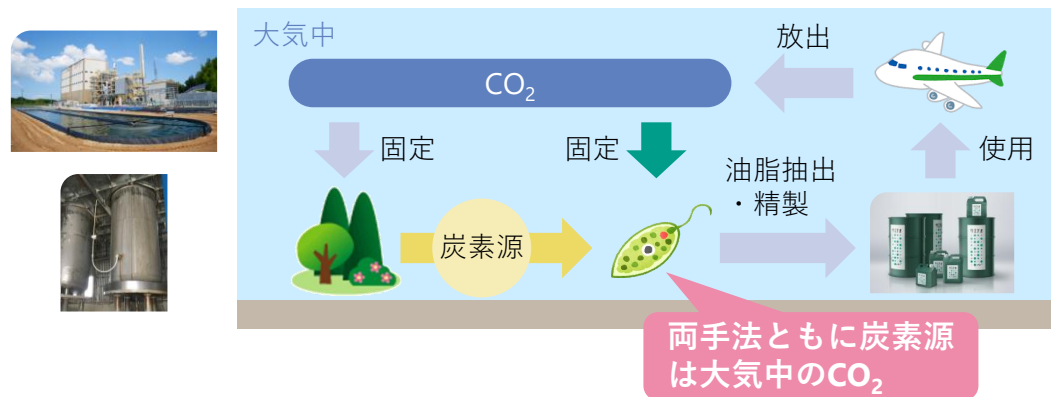 大気中
放出
CO₂
固定
固定
油脂抽出
・精製
使用
炭素源
両手法ともに炭素源
は大気中のCO₂